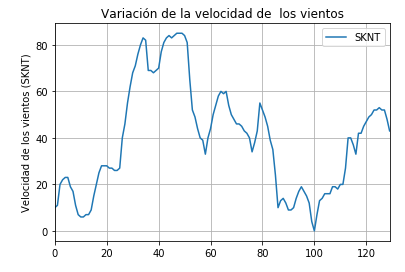 Variación de la velocidad de  los vientos
SKNT
Velocidad de los vientos (SKNT)
80
60
40
20
0
0 20 40 60 80 100 120